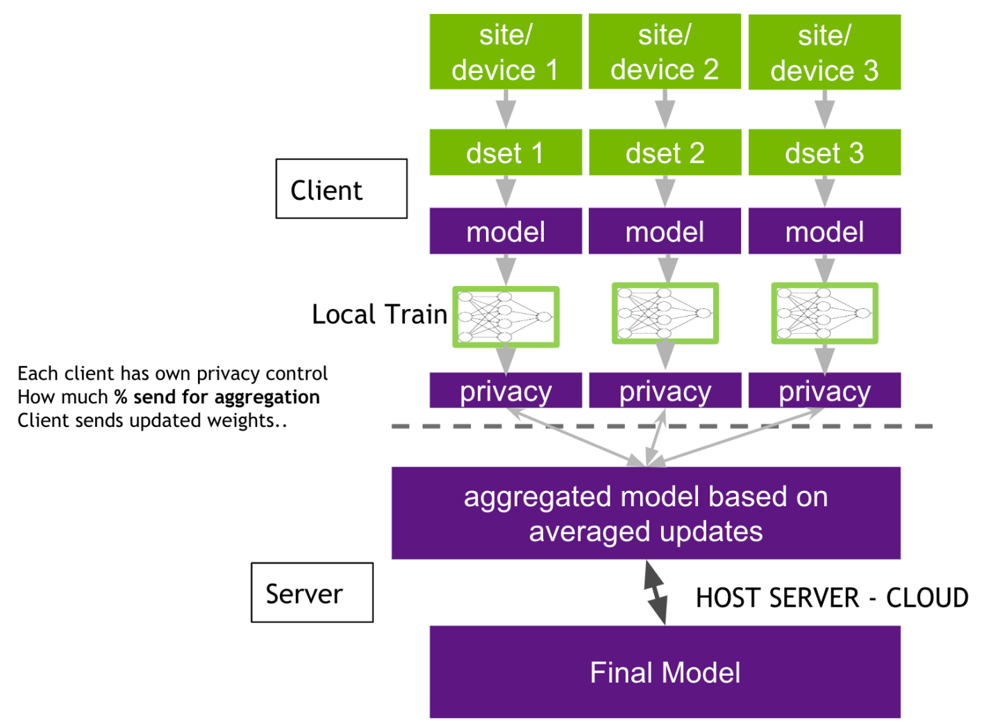 site/
device 1
site/
device 2
site/
device 3
dset 1
dset 2
dset 3
Client
model
model
model
Local Train
Each client has own privacy control
How much % send for aggregation
Client sends updated weights..
privacy
privacy
privacy
aggregated model based on
averaged updates
Server
HOST SERVER - CLOUD
Final Model